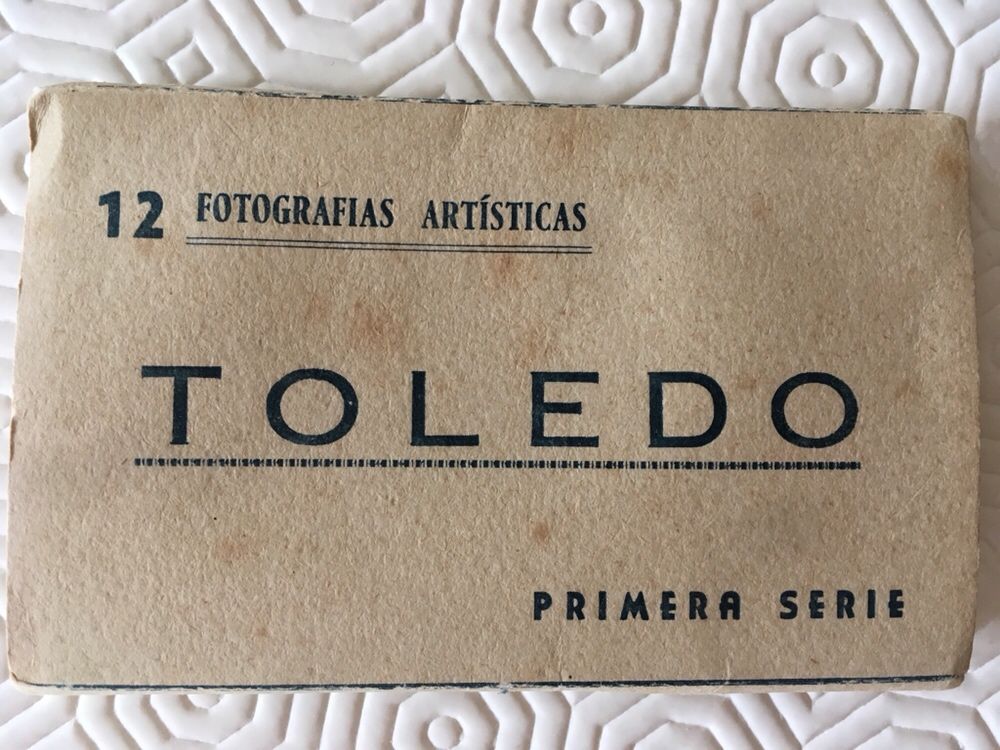 12 FOTOGRAFIAS ARTÍSTICAS
TOLEDO
PRIMERA SERIE